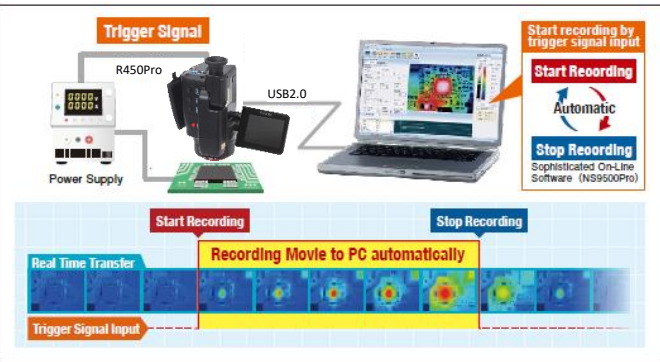 Trigger Signal
R450Pro
USB2.0
Power Supply
Start recording by
trigger signal input
Start Recording
Automatic
Stop Recording
Sophisticated On-Line
Software (NS9500Pro)
Start Recording
Stop Recording
Recording Movie to PC automatically
Real Time Transfer
Trigger Signal Input